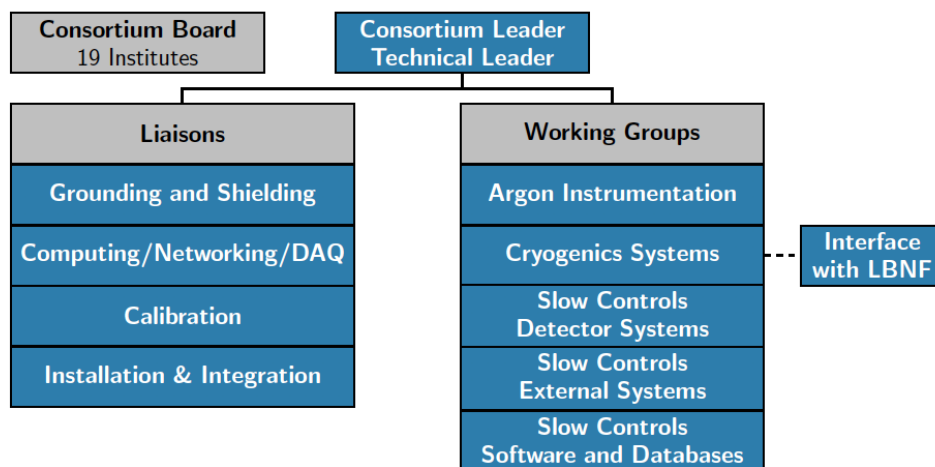 Consortium Board
19 Institutes
Consortium Leader
Technical Leader
Liaisons
Grounding and Shielding
Computing/Networking/DAQ
Calibration
Installation & Integration
Working Groups
Argon Instrumentation
Cryogenics Systems
Slow Controls
Detector Systems
Slow Controls
External Systems
Slow Controls
Software and Databases
Interface
with LBNF